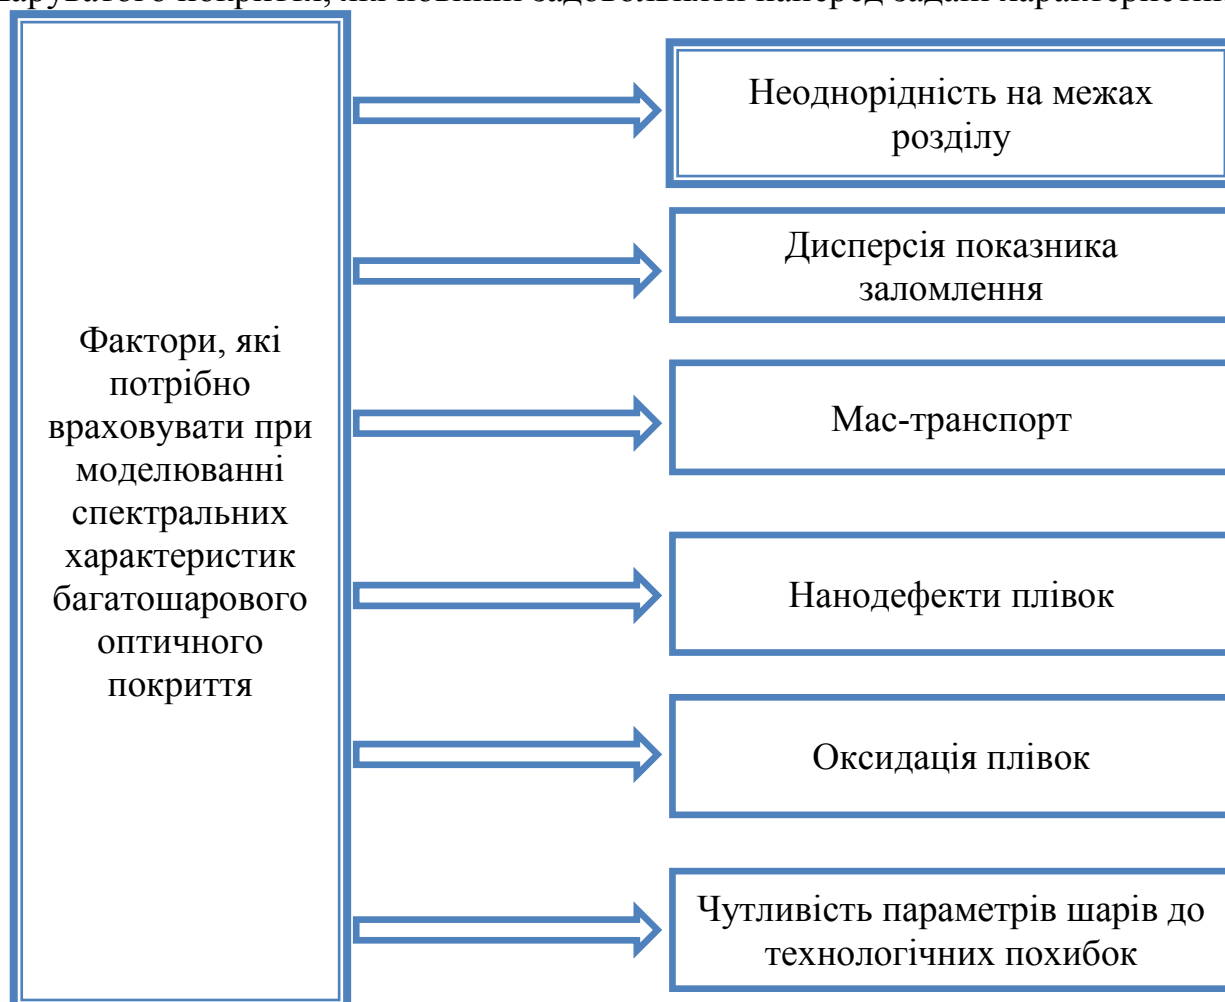 Фактори, які
потрібно
враховувати при
моделюванні
спектральних
характеристик
багатошарового
оптичного
покриття
Неоднорідність на межах
розділу
Дисперсія показника
заломлення
Мас-транспорт
Нанодефекти плівок
Оксидація плівок
Чутливість параметрів шарів до
технологічних похибок